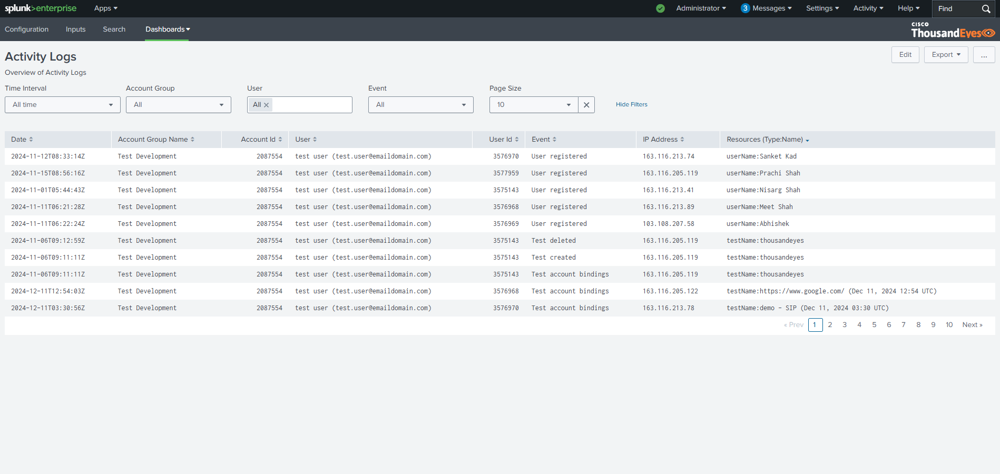 splunk>enterprise Apps Administrator 3 Messages Settings Activity Help Find
Configuration Inputs Search Dashboards CISCO ThousandEyes
Activity Logs Edit Export ...
Overview of Activity Logs
Time Interval Account Group User Event Page Size
All time All All All 10 Hide Filters
Date Account Group Name Account Id User User Id Event IP Address Resources (Type:Name)
2024-11-12T08:33:14Z Test Development 2087554 test user (test.user@emaildomain.com) 3576970 User registered 163.116.213.74 userName:Sanket Kad
2024-11-15T08:56:16Z Test Development 2087554 test user (test.user@emaildomain.com) 3577959 User registered 163.116.205.119 userName:Prachi Shah
2024-11-01T05:44:43Z Test Development 2087554 test user (test.user@emaildomain.com) 3575143 User registered 163.116.213.41 userName:Nisarg Shah
2024-11-11T06:21:28Z Test Development 2087554 test user (test.user@emaildomain.com) 3576968 User registered 163.116.213.89 userName:Meet Shah
2024-11-11T06:22:24Z Test Development 2087554 test user (test.user@emaildomain.com) 3576969 User registered 103.108.207.58 userName:Abhishek
2024-11-06T09:12:59Z Test Development 2087554 test user (test.user@emaildomain.com) 3575143 Test deleted 163.116.205.119 testName:thousandeyes
2024-11-06T09:11:11Z Test Development 2087554 test user (test.user@emaildomain.com) 3575143 Test created 163.116.205.119 testName:thousandeyes
2024-11-06T09:11:11Z Test Development 2087554 test user (test.user@emaildomain.com) 3575143 Test account bindings 163.116.205.119 testName:thousandeyes
2024-12-11T12:54:03Z Test Development 2087554 test user (test.user@emaildomain.com) 3576968 Test account bindings 163.116.205.122 testName:https://www.google.com/ (Dec 11, 2024 12:54 UTC)
2024-12-11T03:30:56Z Test Development 2087554 test user (test.user@emaildomain.com) 3576970 Test account bindings 163.116.213.78 testName:demo - SIP (Dec 11, 2024 03:30 UTC)
« Prev 1 2 3 4 5 6 7 8 9 10 Next »